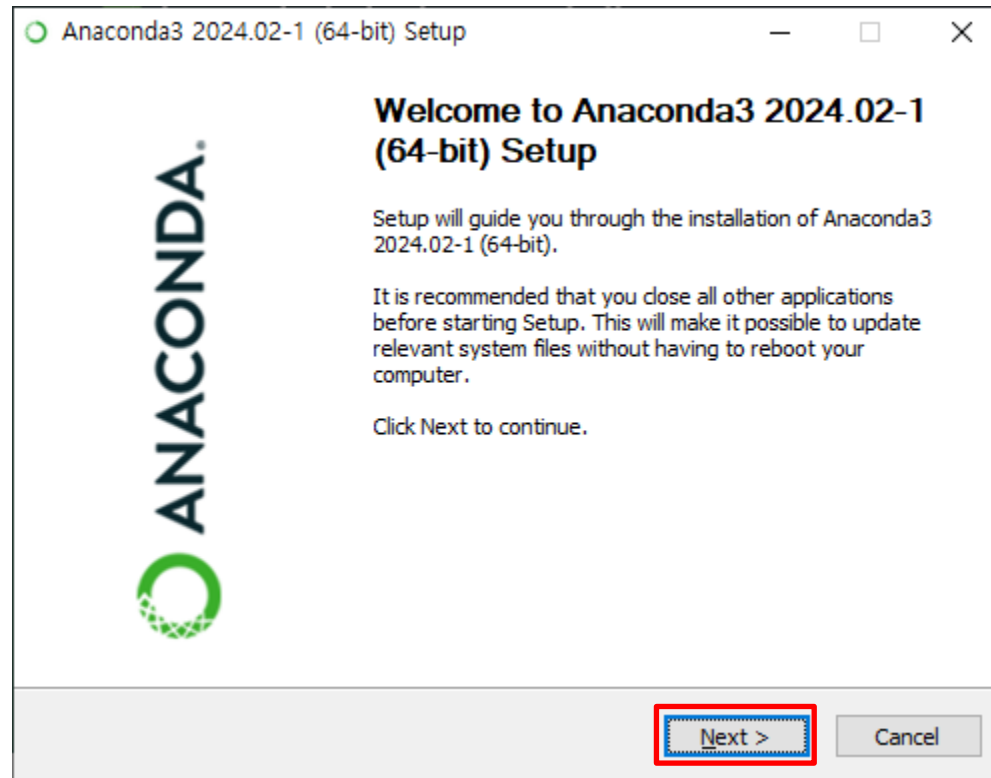 Anaconda3 2024.02-1 (64-bit) Setup
Welcome to Anaconda3 2024.02-1
(64-bit) Setup
Setup will guide you through the installation of Anaconda3
2024.02-1 (64-bit).
It is recommended that you close all other applications
before starting Setup. This will make it possible to update
relevant system files without having to reboot your
computer.
Click Next to continue.
ANACONDA.
Next >
Cancel